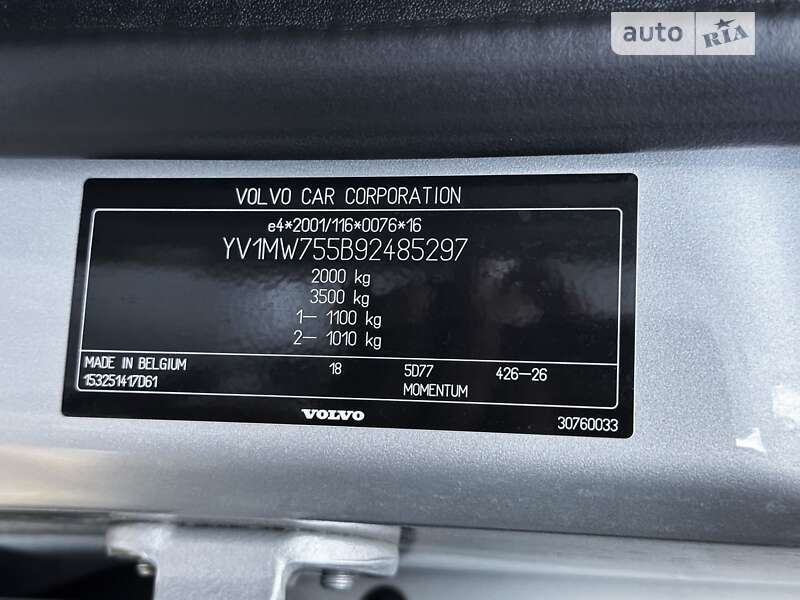 auto RIA
VOLVO CAR CORPORATION
e4*2001/116*0076*16
YV1MW755B92485297
2000 kg
3500 kg
1– 1100 kg
2– 1010 kg
MADE IN BELGIUM 18 5D77 426–26
153251417D61 MOMENTUM
VOLVO 30760033